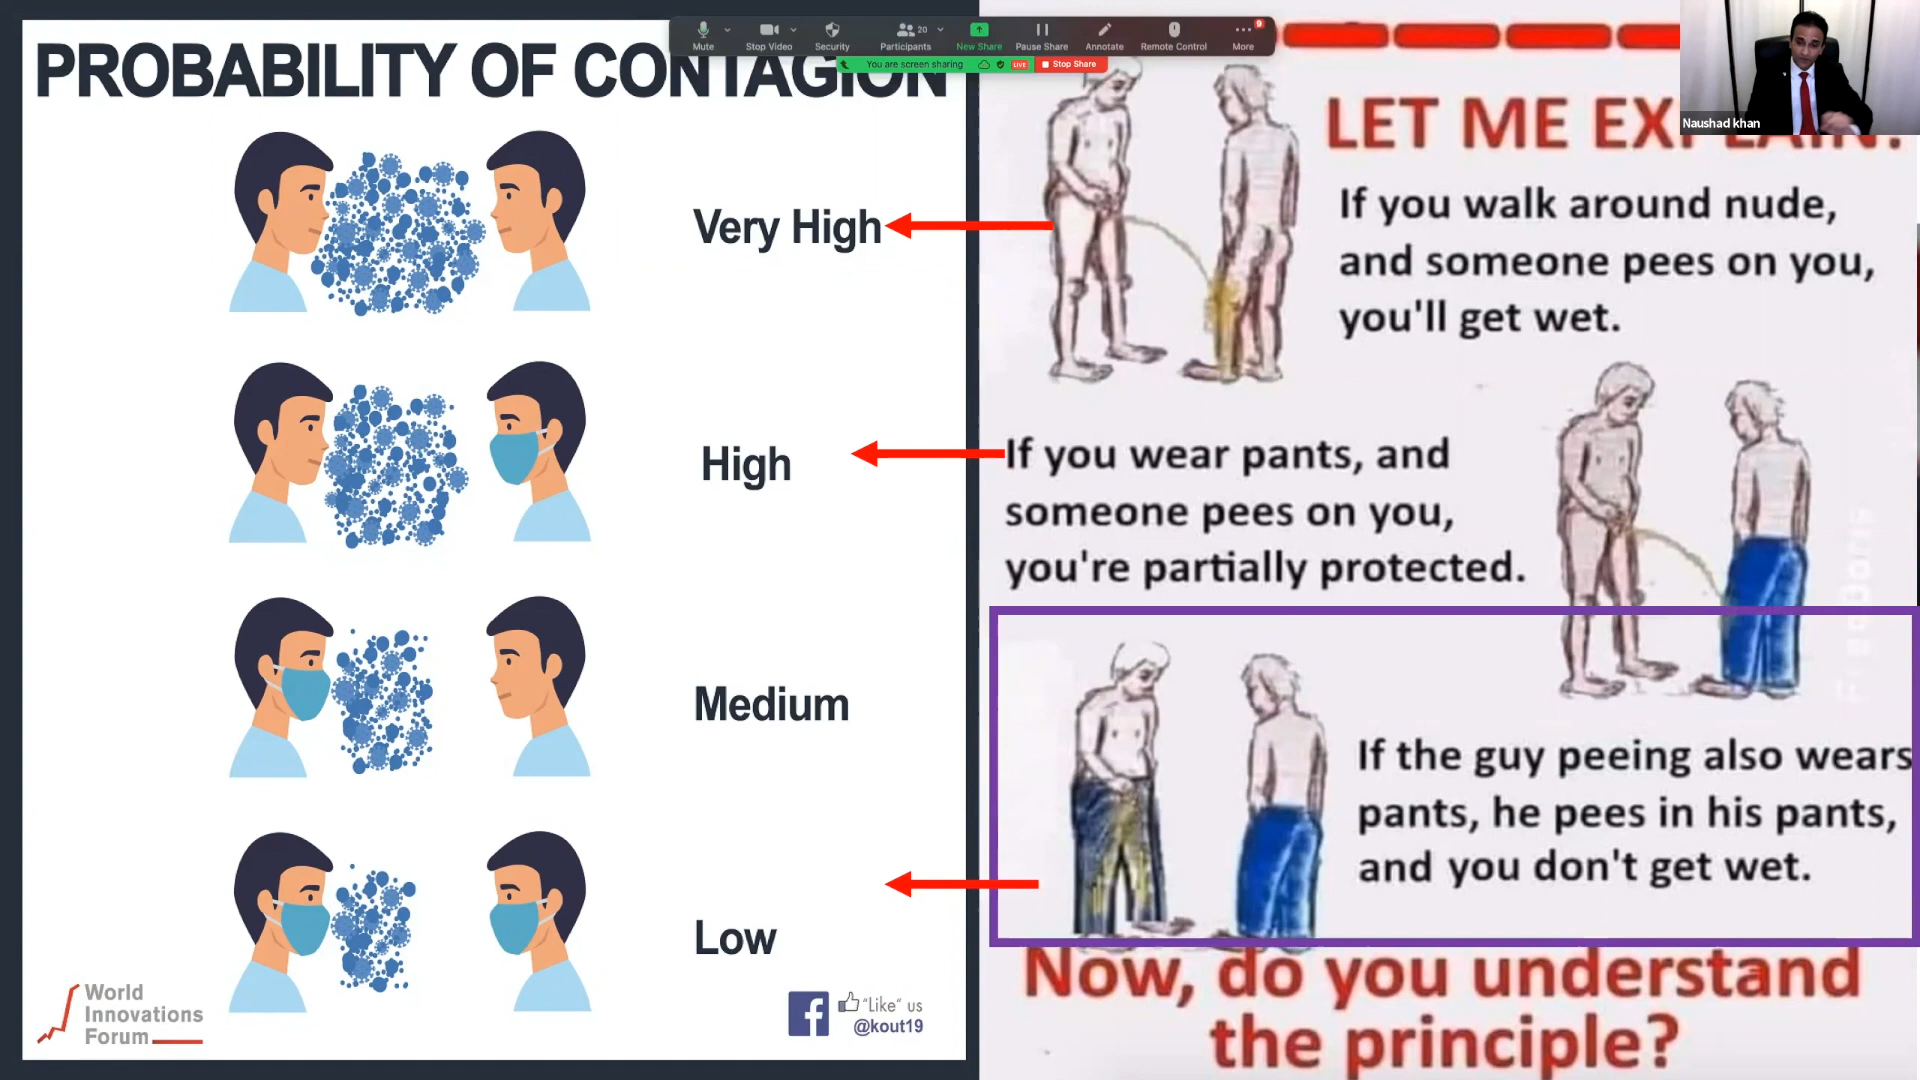 Mute
Stop Video
Security
Participants
20
New Share
Pause Share
Annotate
Remote Control
More
9
You are screen sharing
LIVE
Stop Share
Naushad khan
PROBABILITY OF CONTAGION
Very High
High
Medium
Low
World
Innovations
Forum
f
"Like" us
@kout19
LET ME EXPLAIN:
If you walk around nude,
and someone pees on you,
you'll get wet.
If you wear pants, and
someone pees on you,
you're partially protected.
If the guy peeing also wears
pants, he pees in his pants,
and you don't get wet.
Now, do you understand
the principle?